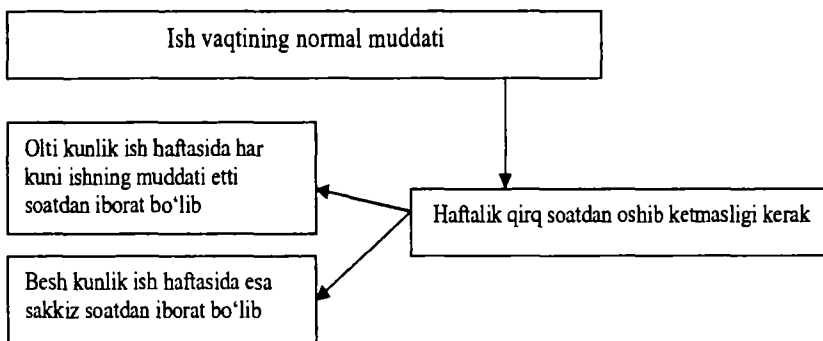 Ish vaqtining normal muddati
Olti kunlik ish haftasida har
kuni ishning muddati etti
soatdan iborat bo‘lib
Haftalik qirq soatdan oshib ketmasligi kerak
Besh kunlik ish haftasida esa
sakkiz soatdan iborat bo‘lib